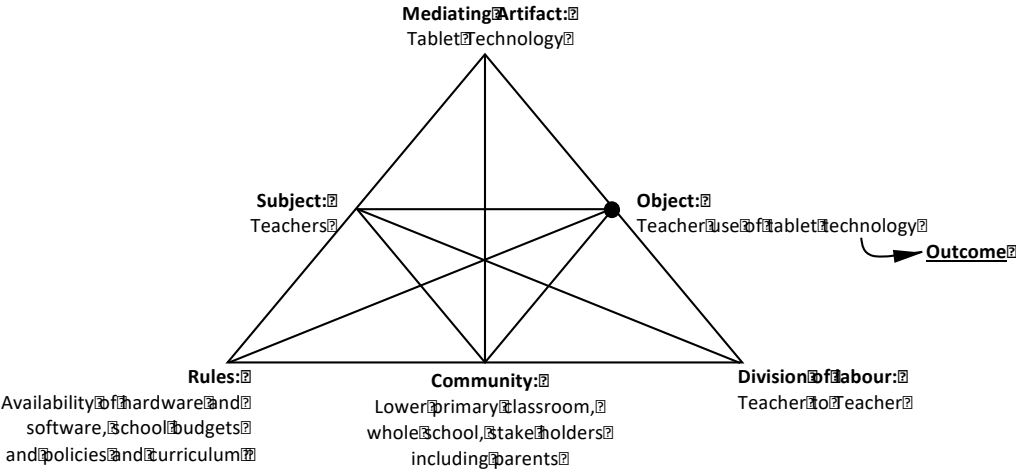 Mediating Artifact:
Tablet Technology
Subject:
Teachers
Object:
Teacher use of tablet technology
Outcome
Rules:
Availability of hardware and
software, school budgets
and policies and curriculum
Community:
Lower primary classroom,
whole school, stake holders
including parents
Division of labour:
Teacher to Teacher